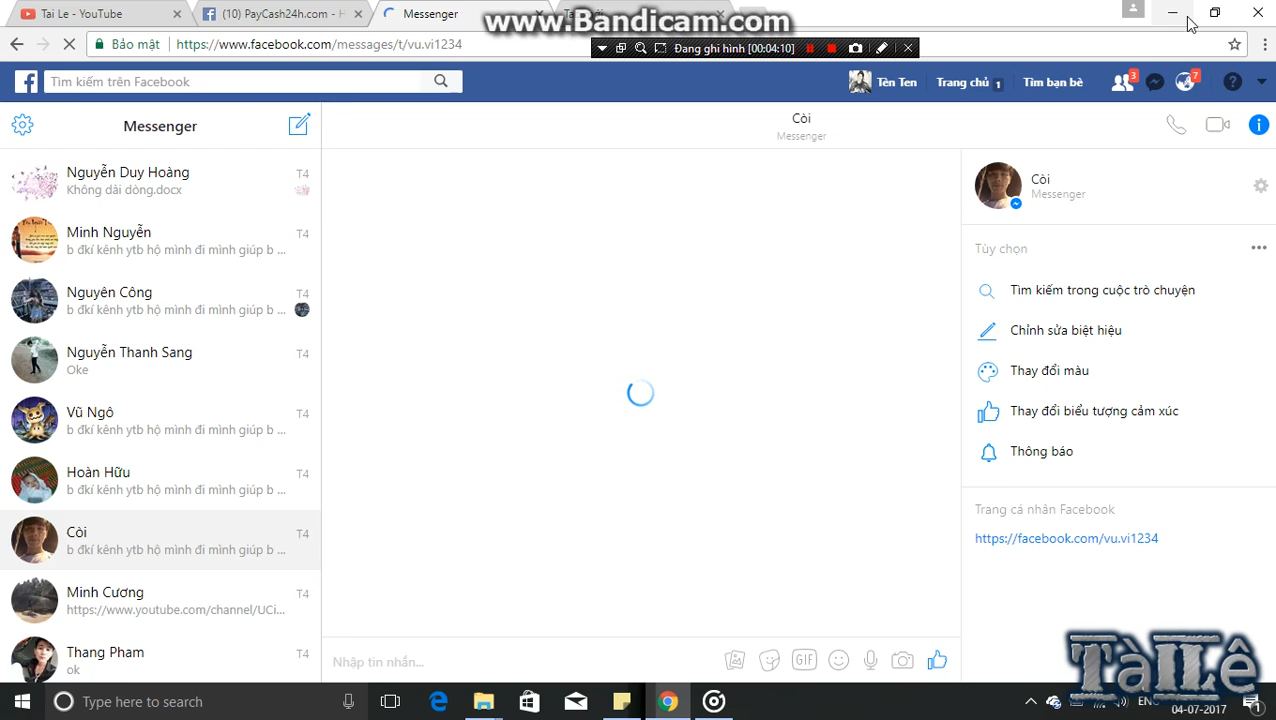 Tai Le - YouTube
(10) PayCash24h.com - H
Messenger
www.Bandicam.com
Bảo mật
https://www.facebook.com/messages/t/vu.vi1234
Đang ghi hình [00:04:10]
Tìm kiếm trên Facebook
Tên Ten
Trang chủ 1
Tìm bạn bè
3
7
Messenger
Còi
Messenger
Nguyễn Duy Hoàng
T4
Không dài dòng.docx
Minh Nguyễn
T4
b đkí kênh ytb hộ mình đi mình giúp b ...
Nguyên Công
T4
b đkí kênh ytb hộ mình đi mình giúp b ...
Nguyễn Thanh Sang
T4
Oke
Vũ Ngô
T4
b đkí kênh ytb hộ mình đi mình giúp b ...
Hoàn Hữu
T4
b đkí kênh ytb hộ mình đi mình giúp b ...
Còi
T4
b đkí kênh ytb hộ mình đi mình giúp b ...
Minh Cương
T4
https://www.youtube.com/channel/UCi...
Thang Pham
T4
ok
Nhập tin nhắn...
GIF
Còi
Messenger
Tùy chọn
Tìm kiếm trong cuộc trò chuyện
Chỉnh sửa biệt hiệu
Thay đổi màu
Thay đổi biểu tượng cảm xúc
Thông báo
Trang cá nhân Facebook
https://facebook.com/vu.vi1234
TàiLê
Type here to search
ENG
04-07-2017
1